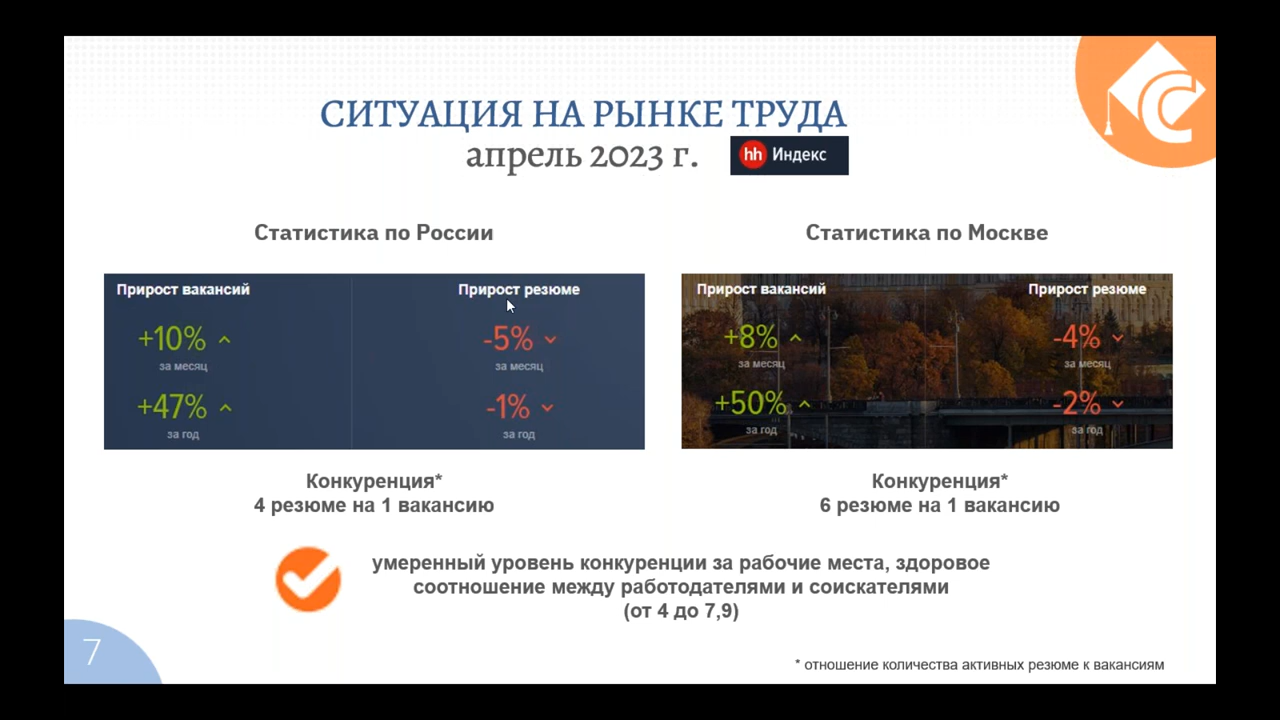 СИТУАЦИЯ НА РЫНКЕ ТРУДА
апрель 2023 г.
hh Индекс
Статистика по России
Прирост вакансий
Прирост резюме
+10%
-5%
за месяц
за месяц
+47%
-1%
за год
за год
Конкуренция*
4 резюме на 1 вакансию
Статистика по Москве
Прирост вакансий
Прирост резюме
+8%
-4%
за месяц
за месяц
+50%
-2%
за год
за год
Конкуренция*
6 резюме на 1 вакансию
умеренный уровень конкуренции за рабочие места, здоровое
соотношение между работодателями и соискателями
(от 4 до 7,9)
7
* отношение количества активных резюме к вакансиям